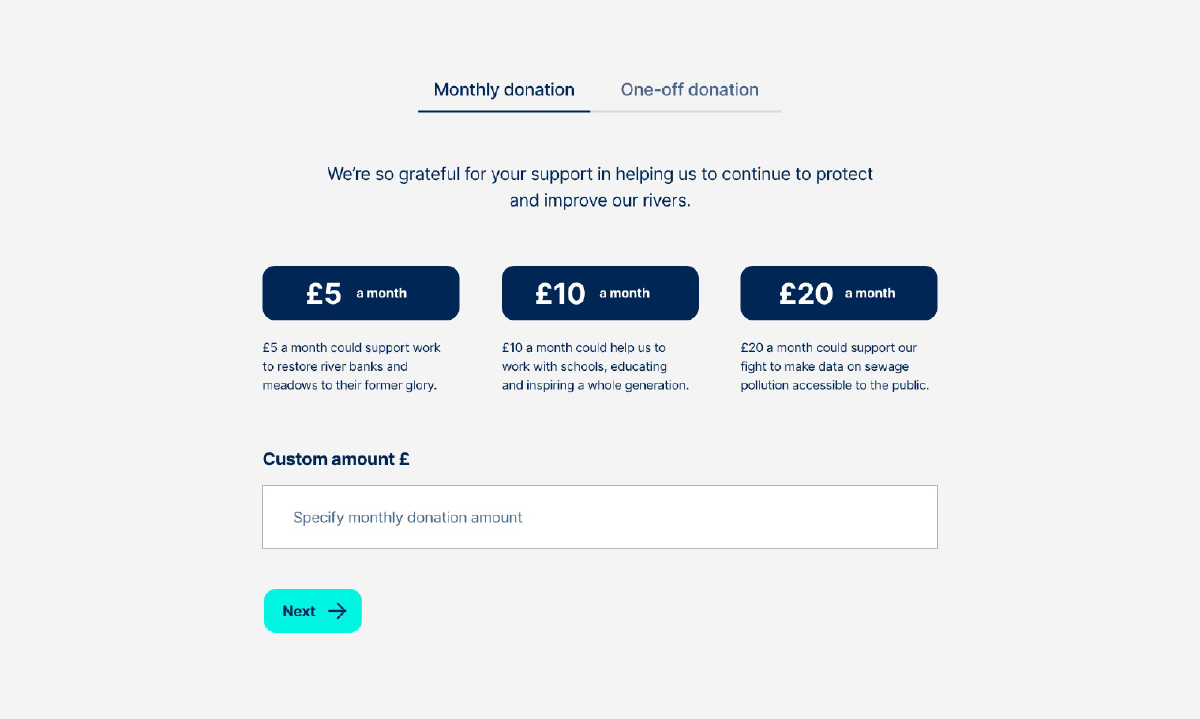 Monthly donation One-off donation
We’re so grateful for your support in helping us to continue to protect
and improve our rivers.
£5 a month £10 a month £20 a month
£5 a month could support work
to restore river banks and
meadows to their former glory.
£10 a month could help us to
work with schools, educating
and inspiring a whole generation.
£20 a month could support our
fight to make data on sewage
pollution accessible to the public.
Custom amount £
Specify monthly donation amount
Next